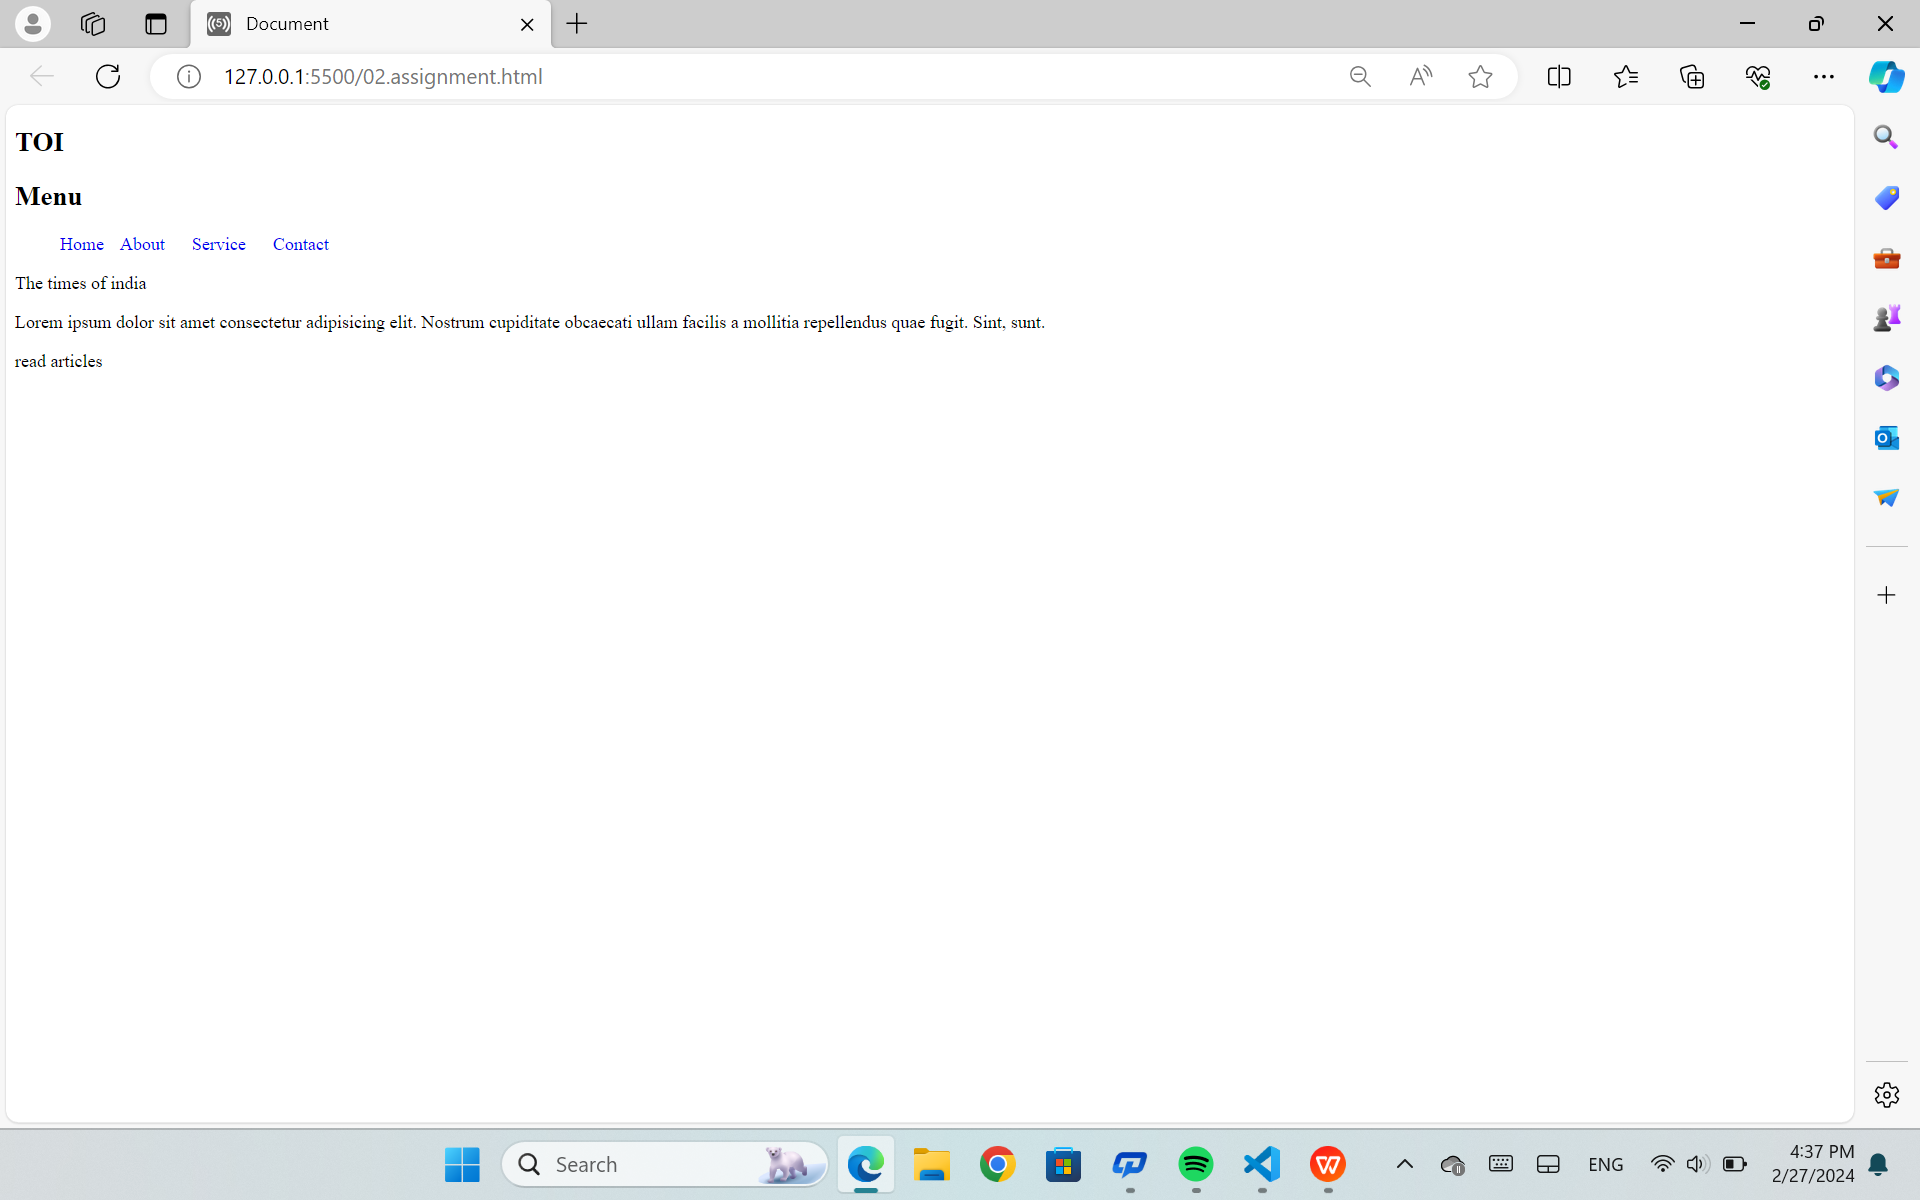 Document
127.0.0.1:5500/02.assignment.html
TOI
Menu
Home About Service Contact
The times of india
Lorem ipsum dolor sit amet consectetur adipisicing elit. Nostrum cupiditate obcaecati ullam facilis a mollitia repellendus quae fugit. Sint, sunt.
read articles
Search
ENG
4:37 PM
2/27/2024